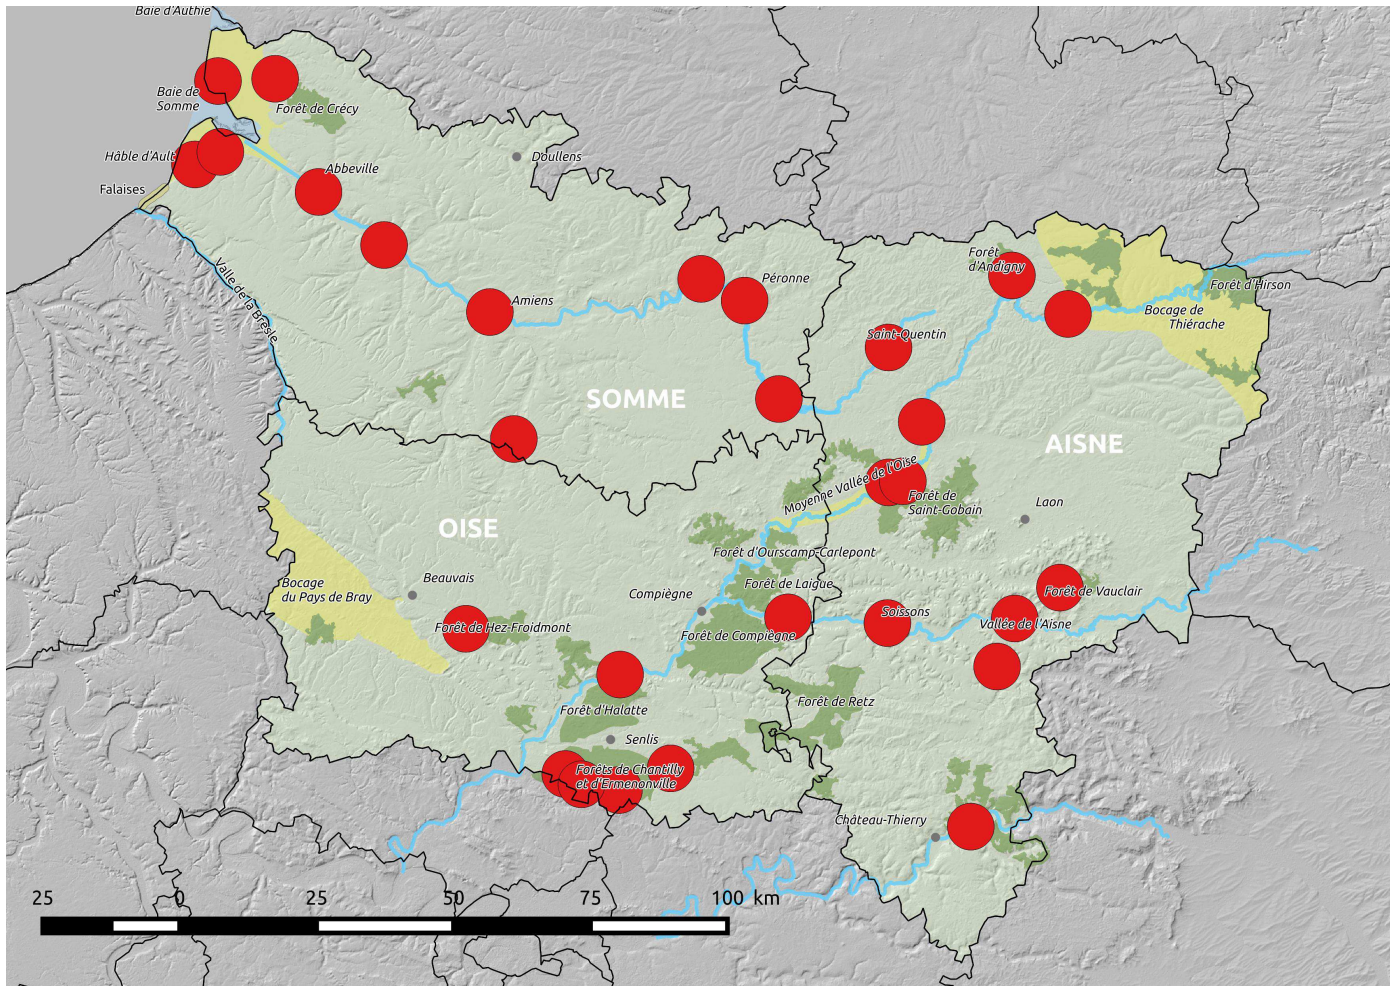 Baie d'Authie
Baie de
Somme
Forêt de Crécy
Hâble d'Ault
Doullens
Abbeville
Falaises
Valle de la Bresle
Forêt
d'Andigny
Péronne
Forêt d'Hirson
Amiens
Bocage de
Thiérache
Saint-Quentin
SOMME
AISNE
Moyenne Vallée de l'Oise
Forêt de
Saint-Gobain
Laon
OISE
Forêt d'Ourscamp-Carlepont
Beauvais
Bocage
du Pays de Bray
Forêt de Laigue
Compiègne
Forêt de Vauclair
Soissons
Vallée de l'Aisne
Forêt de Hez-Froidmont
Forêt de Compiègne
Forêt de Retz
Forêt d'Halatte
Senlis
Forêts de Chantilly
et d'Ermenonville
Château-Thierry
25 0 25 50 75 100 km